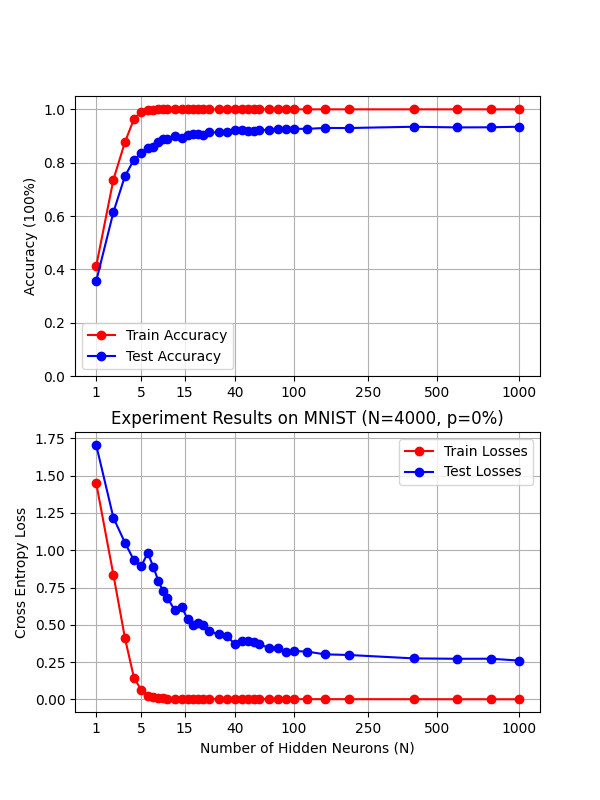 1.0
0.8
0.6
0.4
0.2
0.0
Accuracy (100%)
Train Accuracy
Test Accuracy
1 5 15 40 100 250 500 1000
Experiment Results on MNIST (N=4000, p=0%)
1.75
1.50
1.25
1.00
0.75
0.50
0.25
0.00
Cross Entropy Loss
Train Losses
Test Losses
1 5 15 40 100 250 500 1000
Number of Hidden Neurons (N)